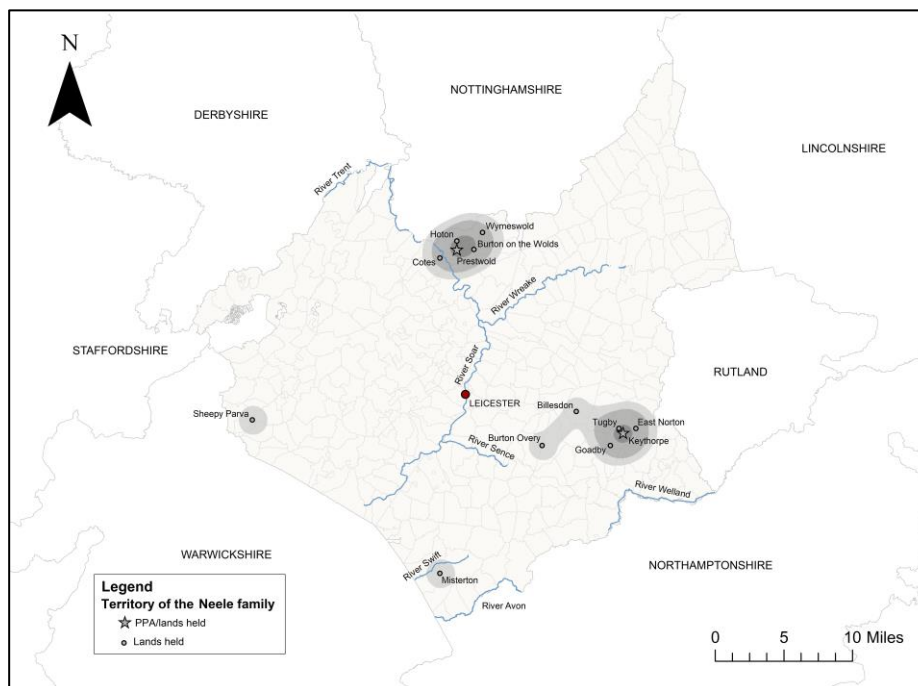 N
NOTTINGHAMSHIRE
DERBYSHIRE
LINCOLNSHIRE
River Trent
Wymeswold
Hoton
Burton on the Wolds
Cotes
Prestwold
River Wreake
STAFFORDSHIRE
River Soar
RUTLAND
LEICESTER
Billesdon
Sheepy Parva
Tugby
East Norton
Burton Overy
Keythorpe
Goadby
River Sence
River Welland
WARWICKSHIRE
River Swift
NORTHAMPTONSHIRE
Misterton
River Avon
Legend
Territory of the Neele family
PPA/lands held
Lands held
0 5 10 Miles